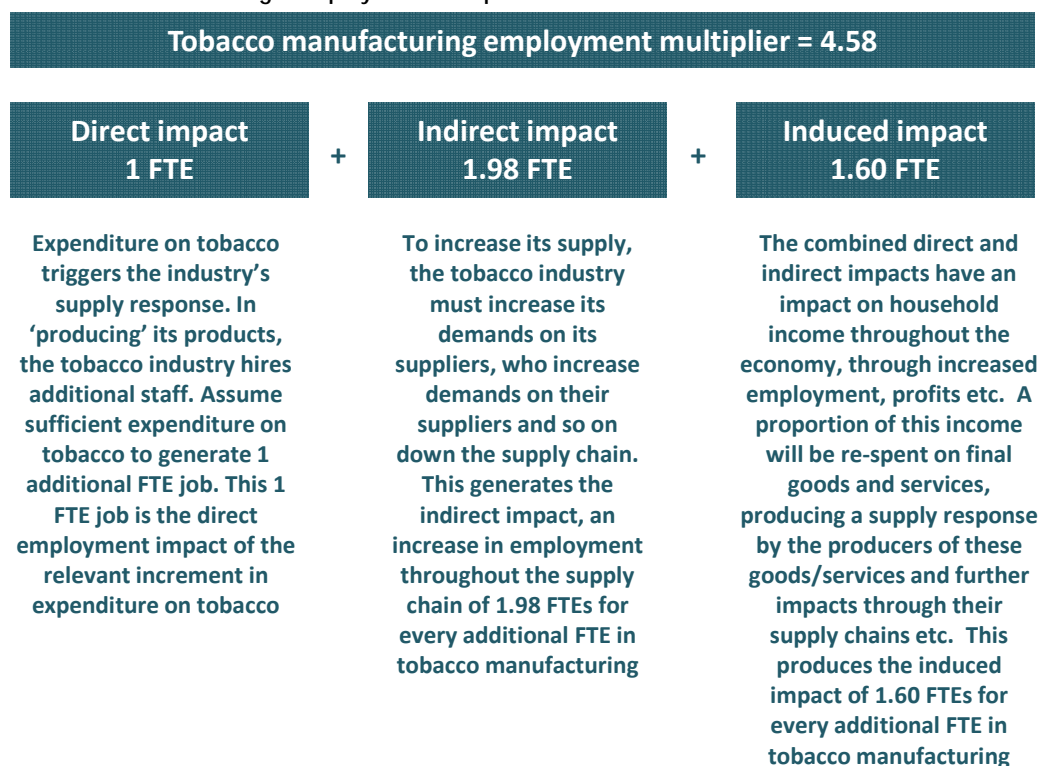 Tobacco manufacturing employment multiplier = 4.58
Direct impact
1 FTE
+
Indirect impact
1.98 FTE
+
Induced impact
1.60 FTE
Expenditure on tobacco
triggers the industry’s
supply response. In
‘producing’ its products,
the tobacco industry hires
additional staff. Assume
sufficient expenditure on
tobacco to generate 1
additional FTE job. This 1
FTE job is the direct
employment impact of the
relevant increment in
expenditure on tobacco
To increase its supply,
the tobacco industry
must increase its
demands on its
suppliers, who increase
demands on their
suppliers and so on
down the supply chain.
This generates the
indirect impact, an
increase in employment
throughout the supply
chain of 1.98 FTEs for
every additional FTE in
tobacco manufacturing
The combined direct and
indirect impacts have an
impact on household
income throughout the
economy, through increased
employment, profits etc.  A
proportion of this income
will be re-spent on final
goods and services,
producing a supply response
by the producers of these
goods/services and further
impacts through their
supply chains etc.  This
produces the induced
impact of 1.60 FTEs for
every additional FTE in
tobacco manufacturing